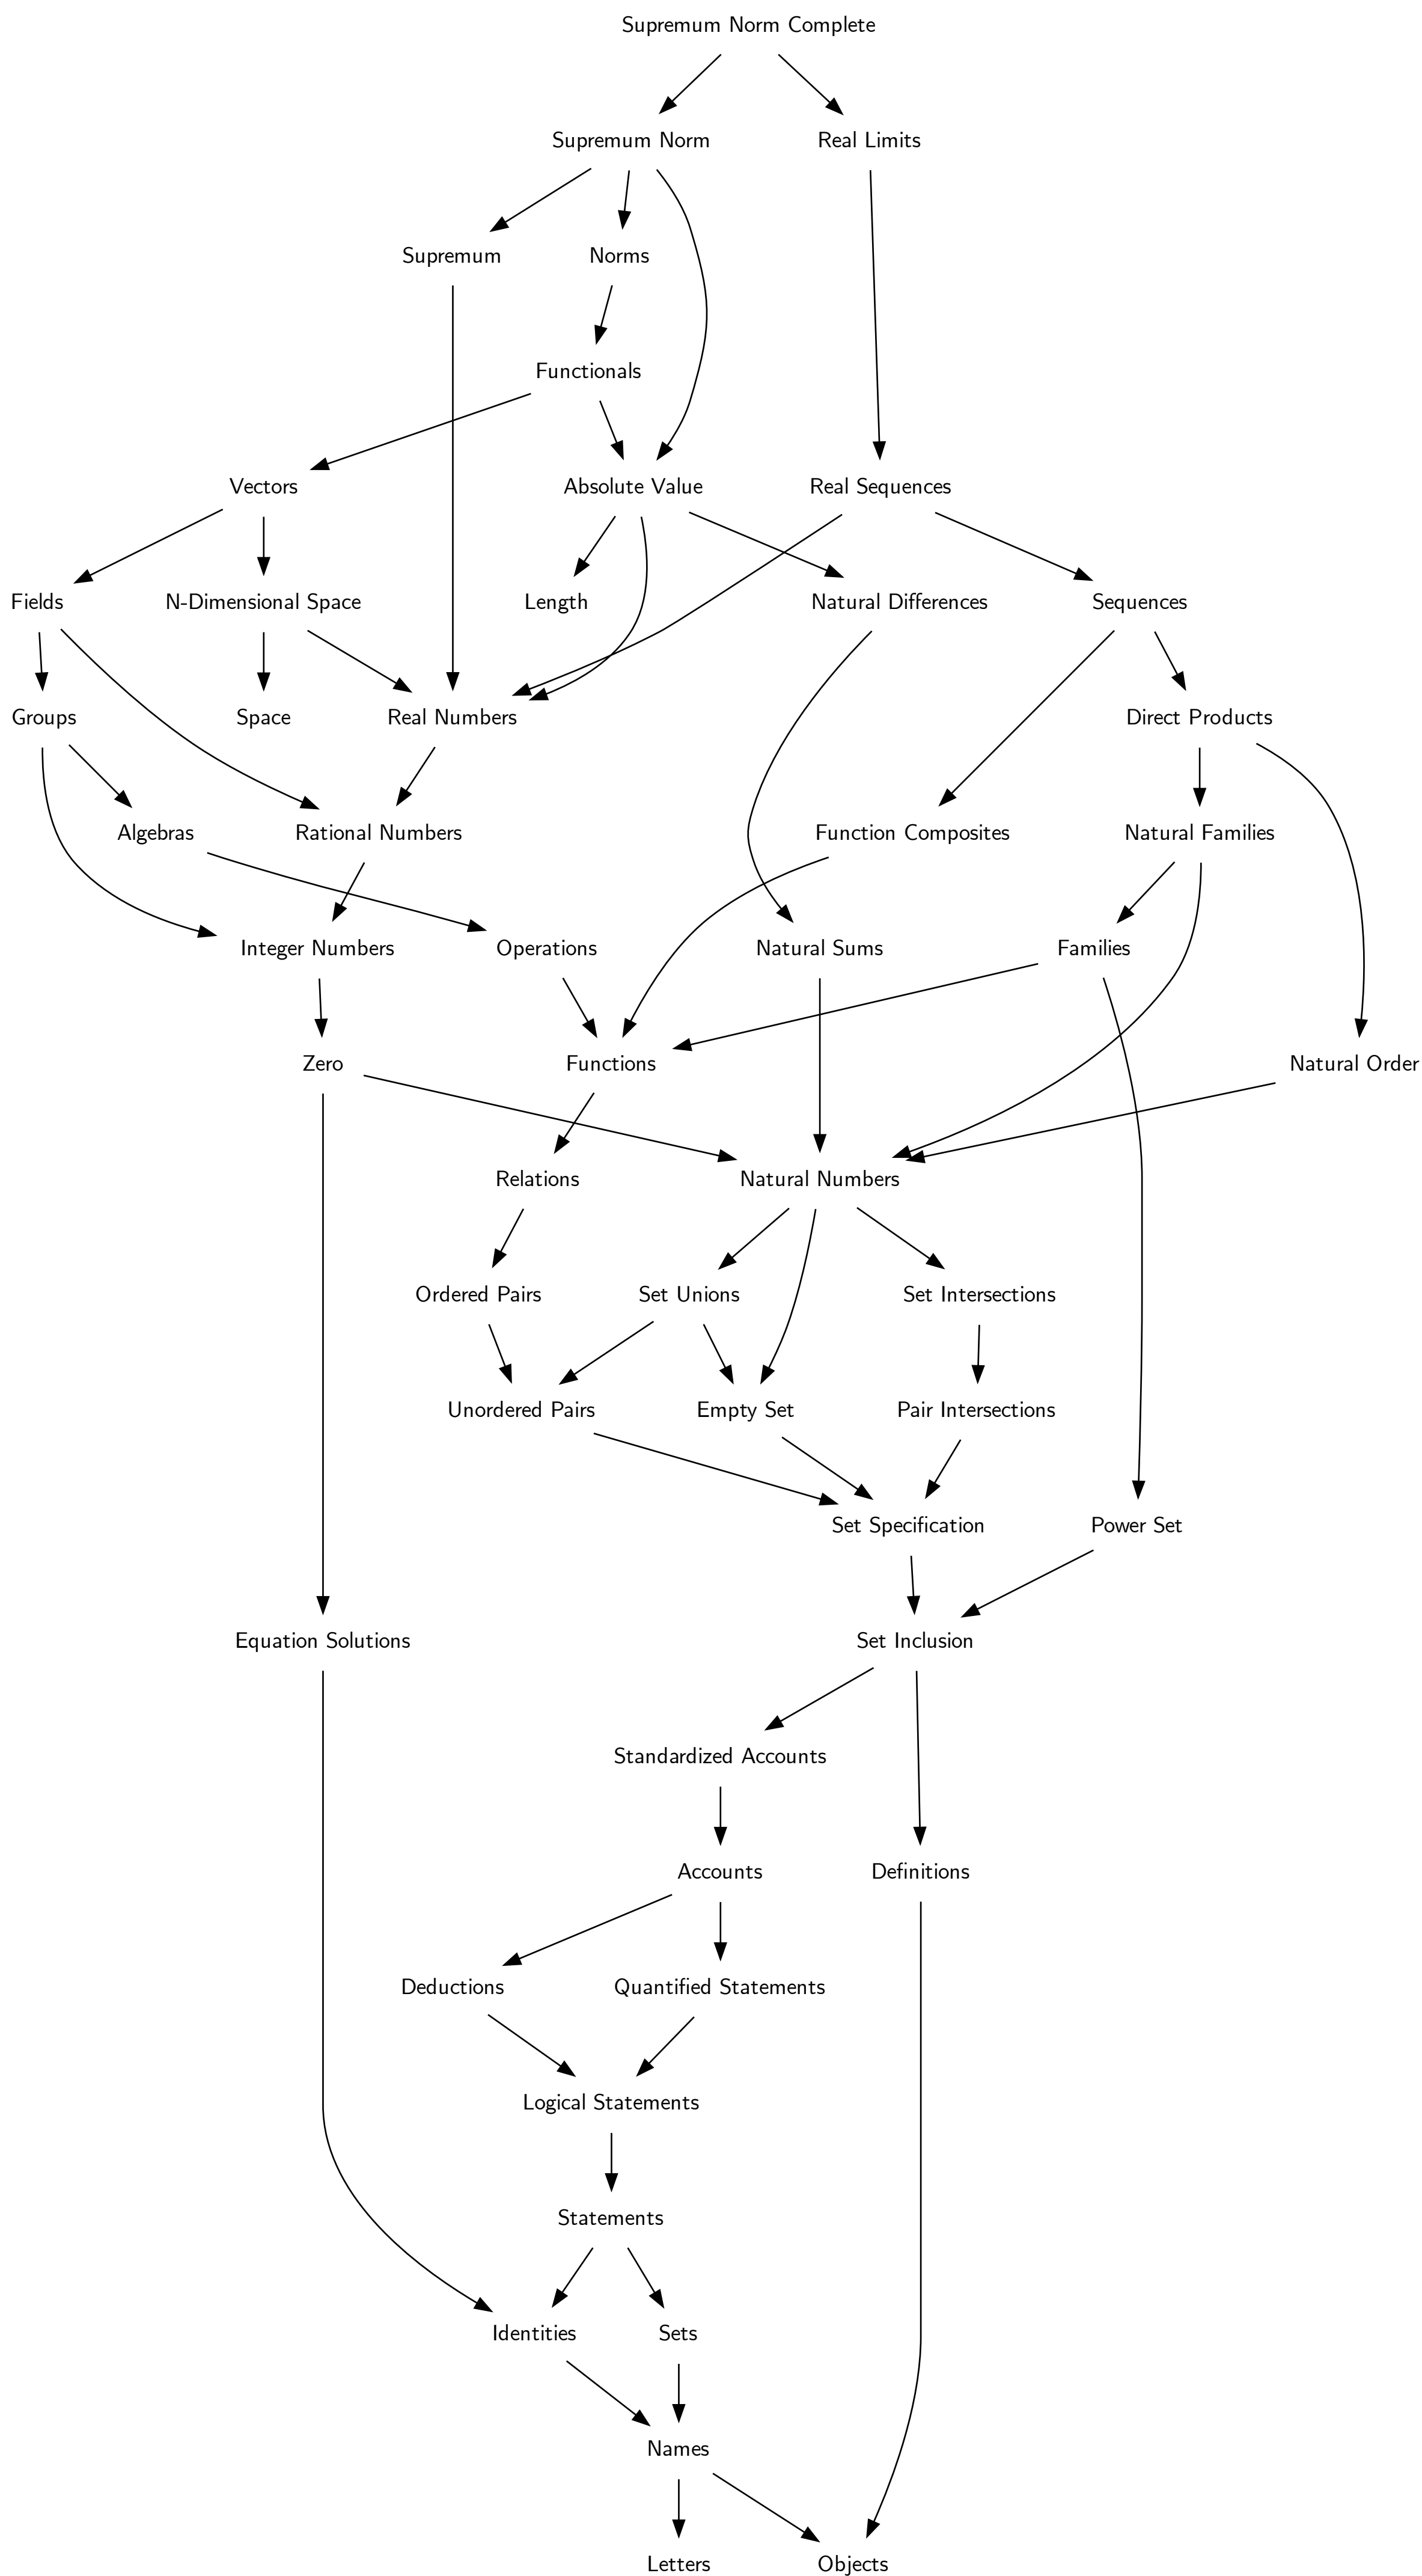 Supremum Norm Complete
Supremum Norm
Real Limits
Supremum
Norms
Functionals
Vectors
Absolute Value
Real Sequences
Fields
N-Dimensional Space
Length
Natural Differences
Sequences
Groups
Space
Real Numbers
Direct Products
Algebras
Rational Numbers
Function Composites
Natural Families
Integer Numbers
Operations
Natural Sums
Families
Zero
Functions
Natural Order
Relations
Natural Numbers
Ordered Pairs
Set Unions
Set Intersections
Unordered Pairs
Empty Set
Pair Intersections
Set Specification
Power Set
Equation Solutions
Set Inclusion
Standardized Accounts
Accounts
Definitions
Deductions
Quantified Statements
Logical Statements
Statements
Identities
Sets
Names
Letters
Objects